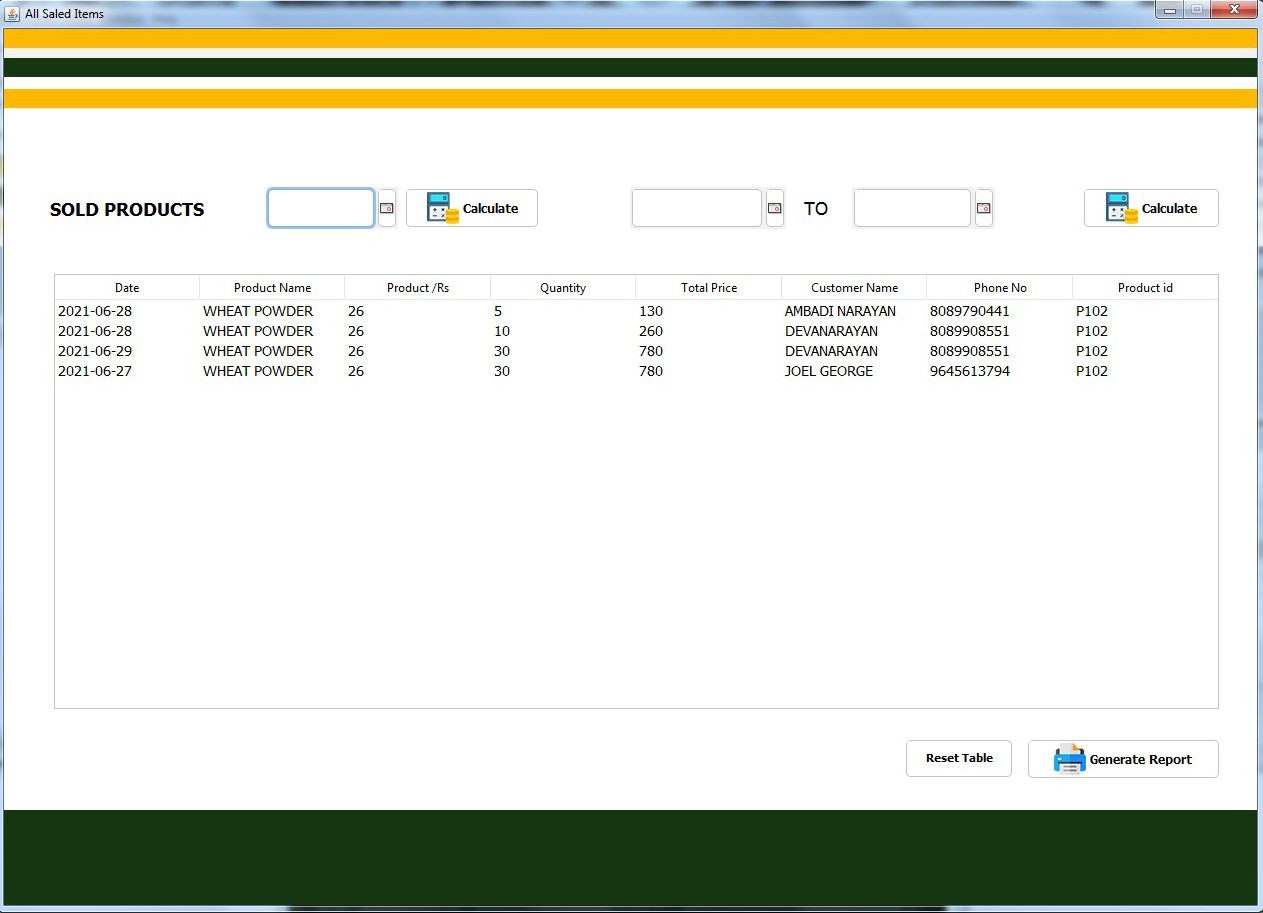 All Saled Items
SOLD PRODUCTS Calculate TO Calculate
Date Product Name Product /Rs Quantity Total Price Customer Name Phone No Product id
2021-06-28 WHEAT POWDER 26 5 130 AMBADI NARAYAN 8089790441 P102
2021-06-28 WHEAT POWDER 26 10 260 DEVANARAYAN 8089908551 P102
2021-06-29 WHEAT POWDER 26 30 780 DEVANARAYAN 8089908551 P102
2021-06-27 WHEAT POWDER 26 30 780 JOEL GEORGE 9645613794 P102
Reset Table Generate Report